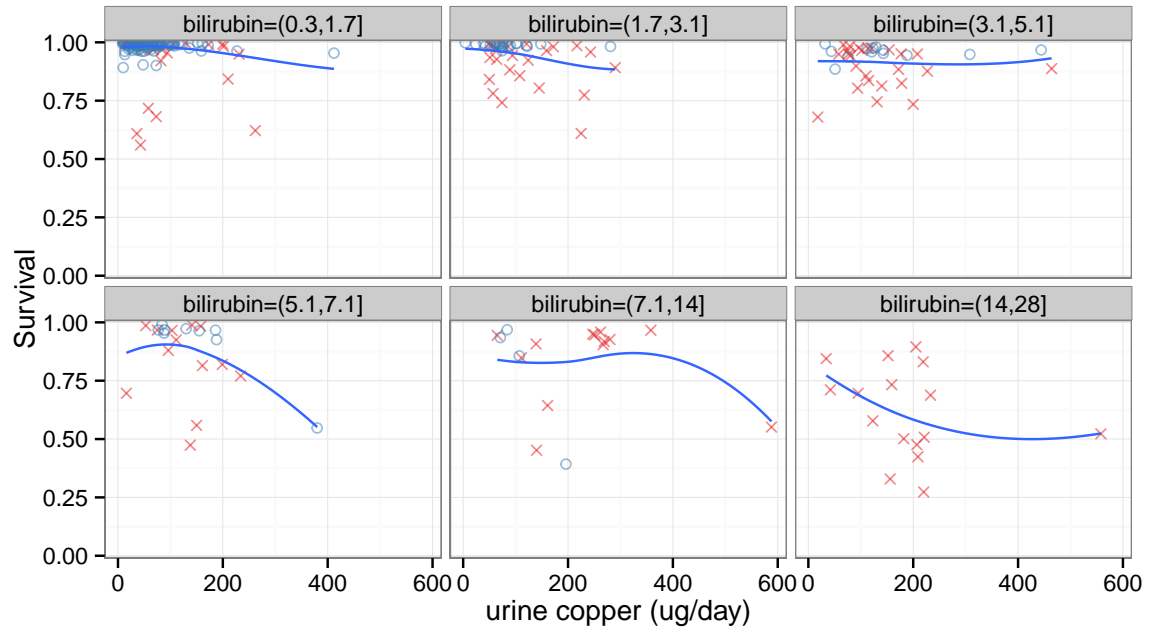 bilirubin=(0.3,1.7]
bilirubin=(1.7,3.1]
bilirubin=(3.1,5.1]
1.00
0.75
0.50
0.25
0.00
bilirubin=(5.1,7.1]
bilirubin=(7.1,14]
bilirubin=(14,28]
1.00
0.75
0.50
0.25
0.00
0 200 400 600
0 200 400 600
0 200 400 600
Survival
urine copper (ug/day)